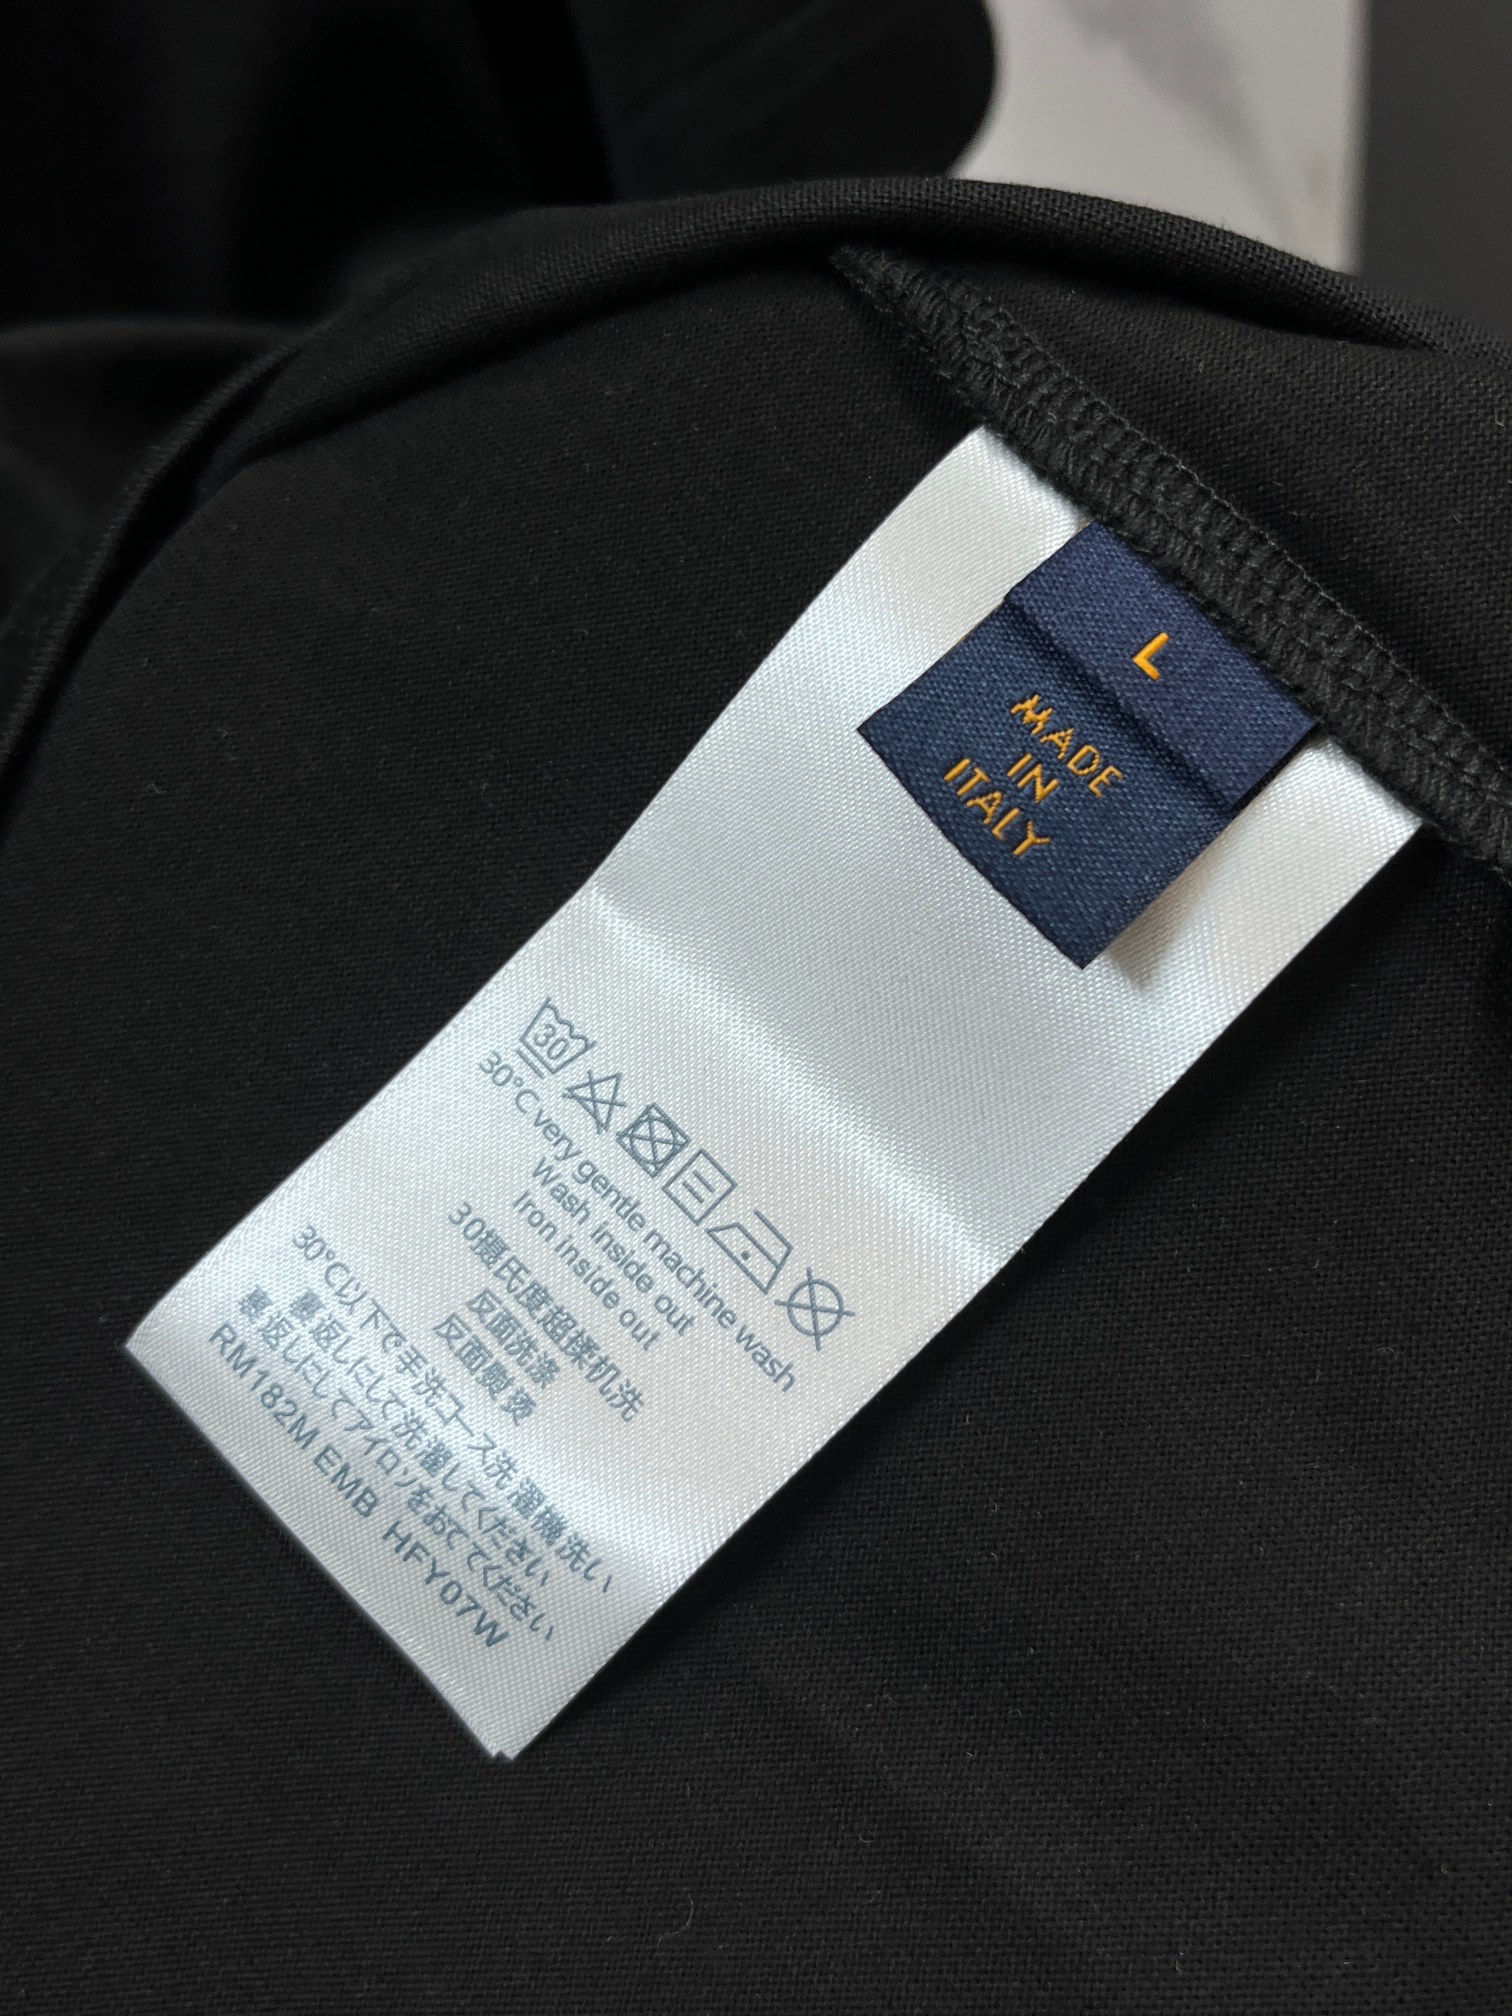 L
MADE
IN
ITALY
30
30°C very gentle machine wash
Wash inside out
Iron inside out
30摄氏度超柔机洗
反面洗涤
反面熨烫
30℃以下で手洗コース洗濯機洗い
裏返しにして洗濯してください
裏返しにしてアイロンをおててください
RM182M EMB HFY07W